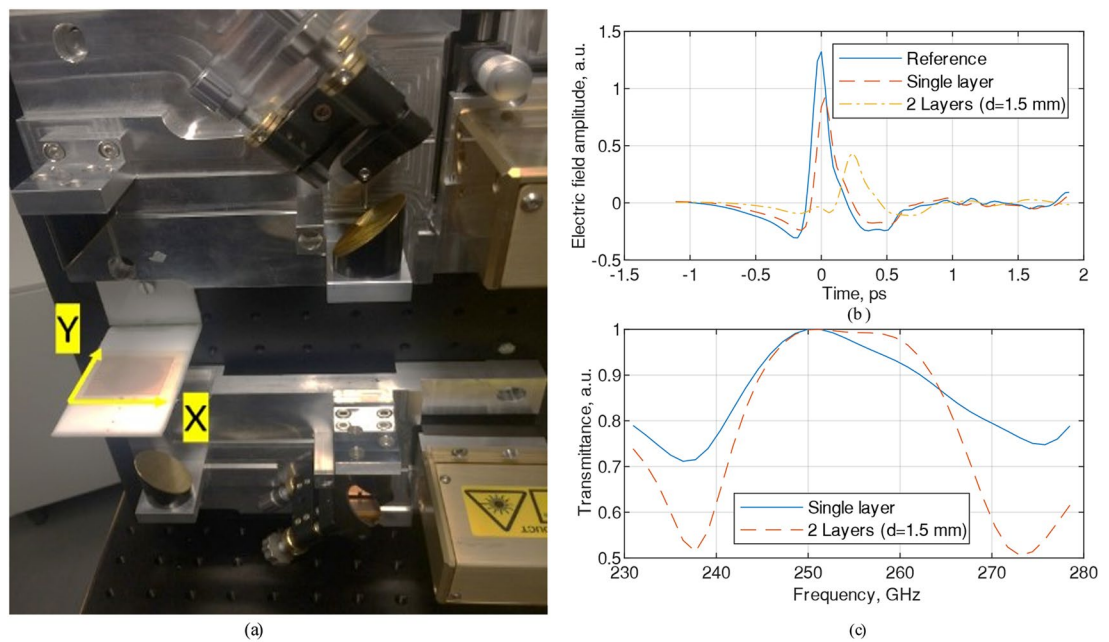 Y
X
DUCT
(a)
1.5
1
0.5
0
-0.5
-1.5
-1
-0.5
0
0.5
1
1.5
2
Electric field amplitude, a.u.
Reference
Single layer
2 Layers (d=1.5 mm)
Time, ps
(b)
1
0.9
0.8
0.7
0.6
0.5
230
240
250
260
270
280
Transmittance, a.u.
Single layer
2 Layers (d=1.5 mm)
Frequency, GHz
(c)